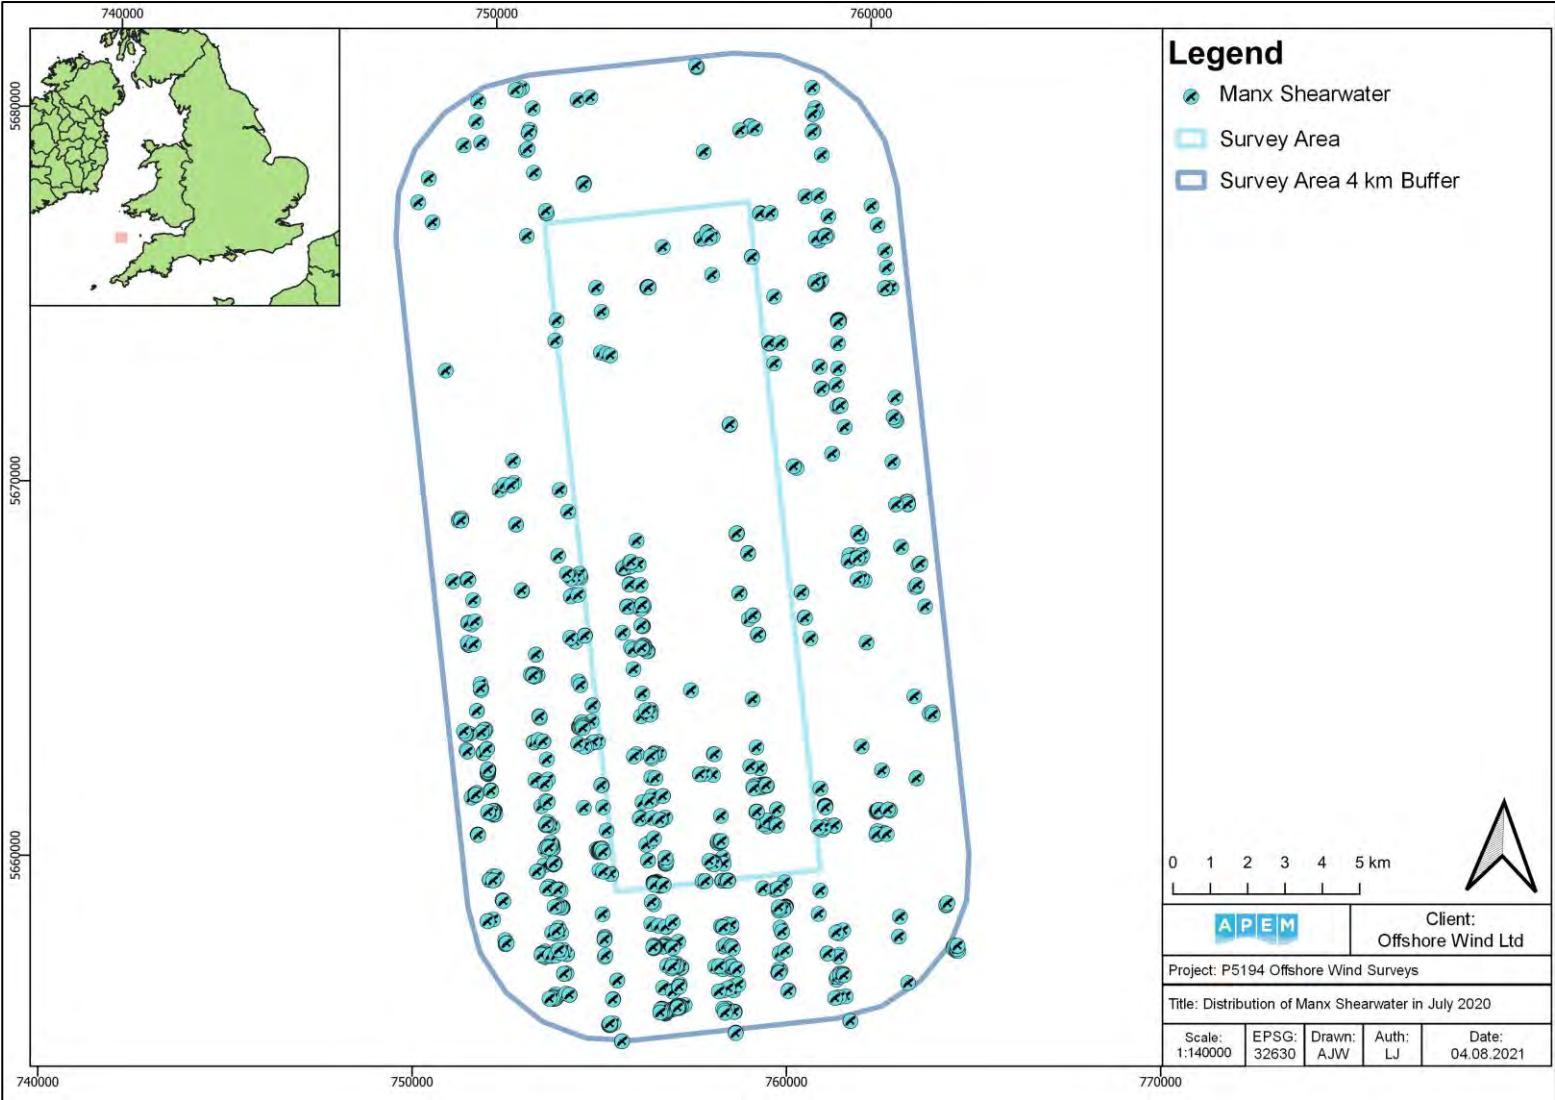 740000
750000
760000
5680000
5670000
5660000
Legend
Manx Shearwater
Survey Area
Survey Area 4 km Buffer
0 1 2 3 4 5 km
APEM
Client:
Offshore Wind Ltd
Project: P5194 Offshore Wind Surveys
Title: Distribution of Manx Shearwater in July 2020
Scale:
1:140000
EPSG:
32630
Drawn:
AJW
Auth:
LJ
Date:
04.08.2021
740000
750000
760000
770000